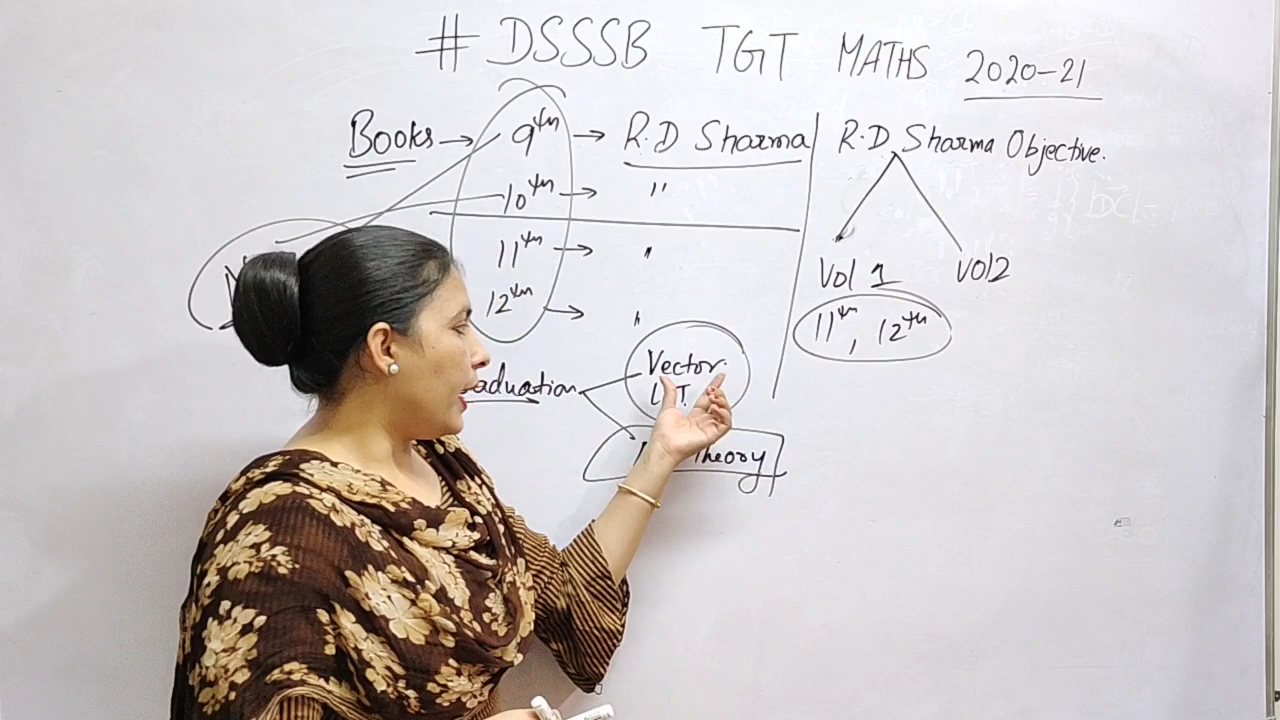 # DSSSB TGT MATHS 2020-21
Books → 9th → R.D Sharma
10th → "
11th → "
12th → "
Vector
Theory
R.D Sharma Objective.
Vol 1 Vol 2
11th, 12th